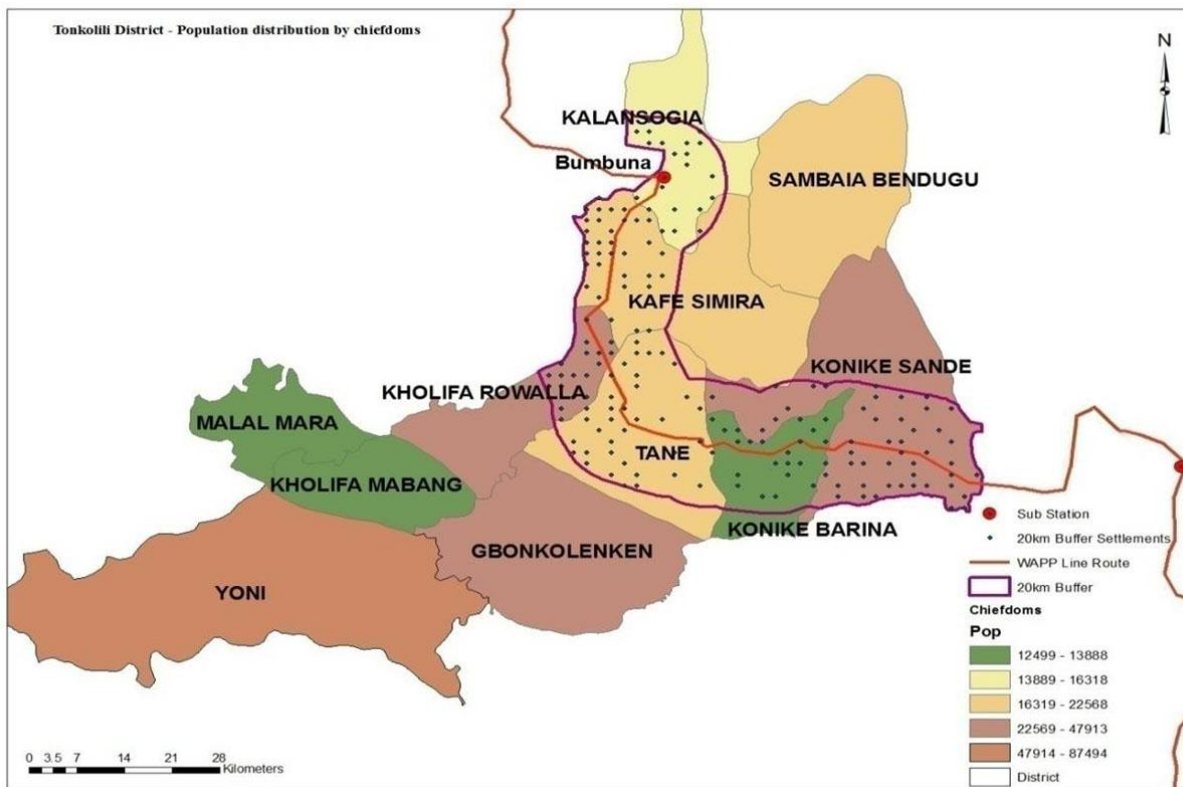 Tonkolili District - Population distribution by chiefdoms
N
KALANSOGIA
Bumbuna
SAMBAIA BENDUGU
KAFE SIMIRA
KONIKE SANDE
KHOLIFA ROWALLA
MALAL MARA
TANE
KHOLIFA MABANG
KONIKE BARINA
GBONKOLENKEN
YONI
Sub Station
20km Buffer Settlements
WAPP Line Route
20km Buffer
Chiefdoms
Pop
12499 - 13888
13889 - 16318
16319 - 22568
22569 - 47913
47914 - 87494
District
0 3.5 7 14 21 28
Kilometers